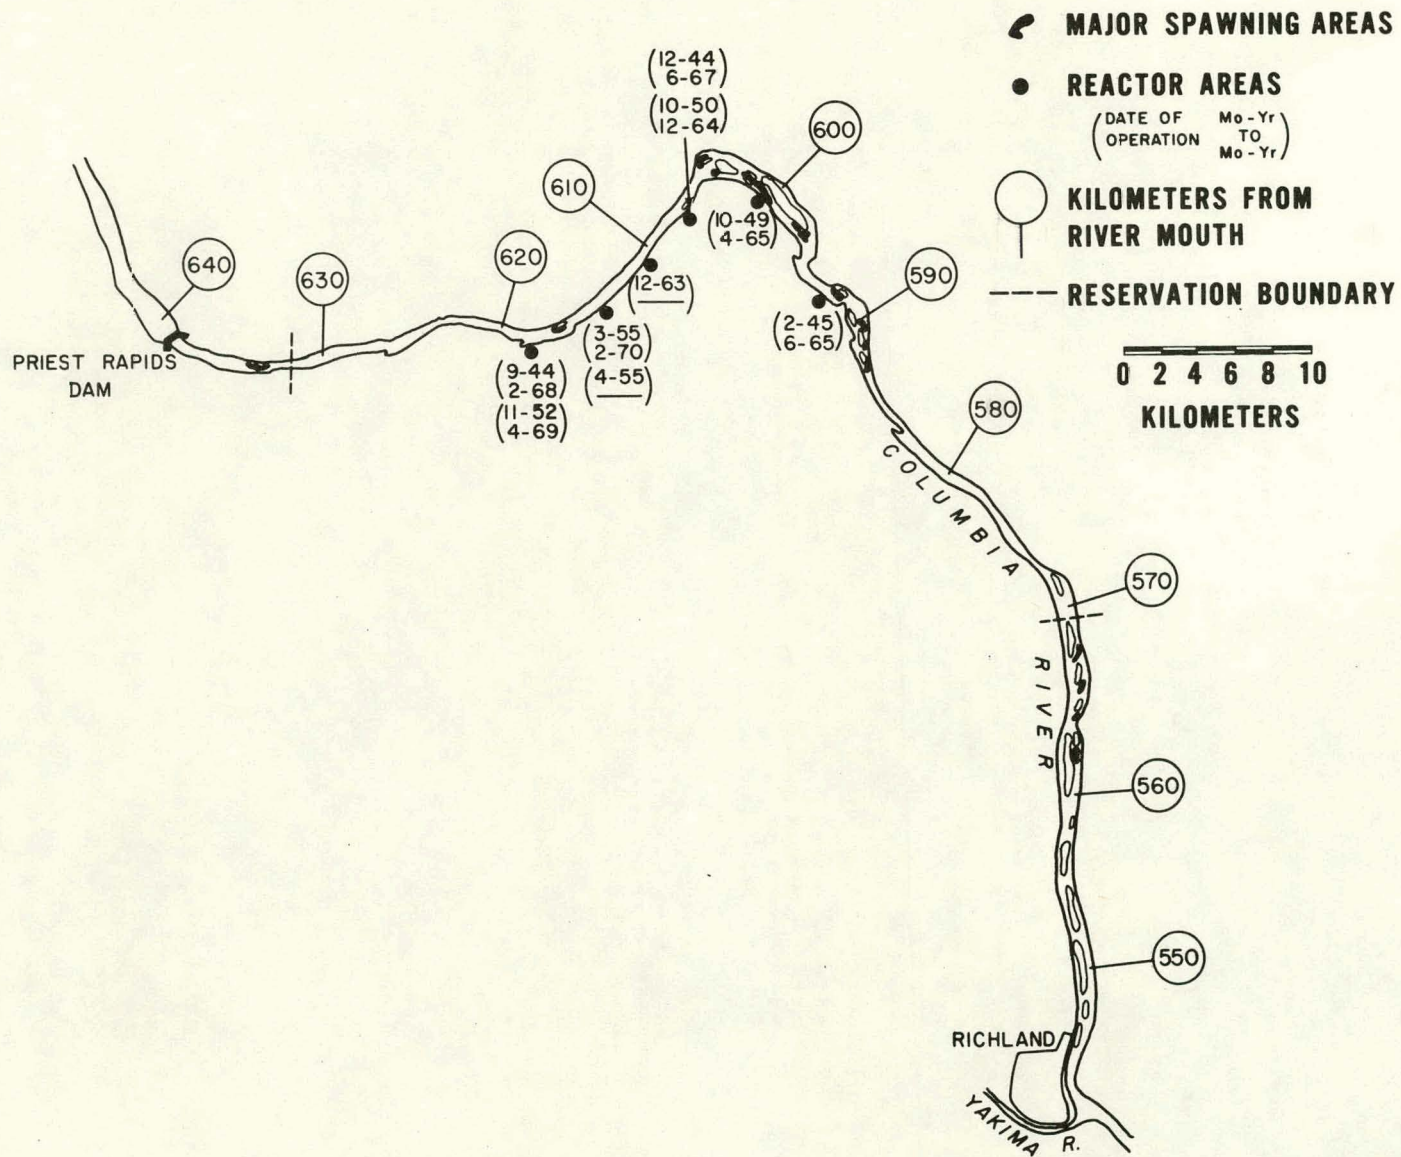 MAJOR SPAWNING AREAS
REACTOR AREAS
(DATE OF OPERATION Mo-Yr TO Mo-Yr)
KILOMETERS FROM
RIVER MOUTH
RESERVATION BOUNDARY
0 2 4 6 8 10
KILOMETERS
(12-44
6-67)
(10-50
12-64)
600
610
(10-49
4-65)
640
630
620
590
(12-63)
(2-45
6-65)
(3-55
2-70)
(4-55)
PRIEST RAPIDS
DAM
(9-44
2-68)
(11-52
4-69)
580
COLUMBIA
RIVER
570
560
550
RICHLAND
YAKIMA R.